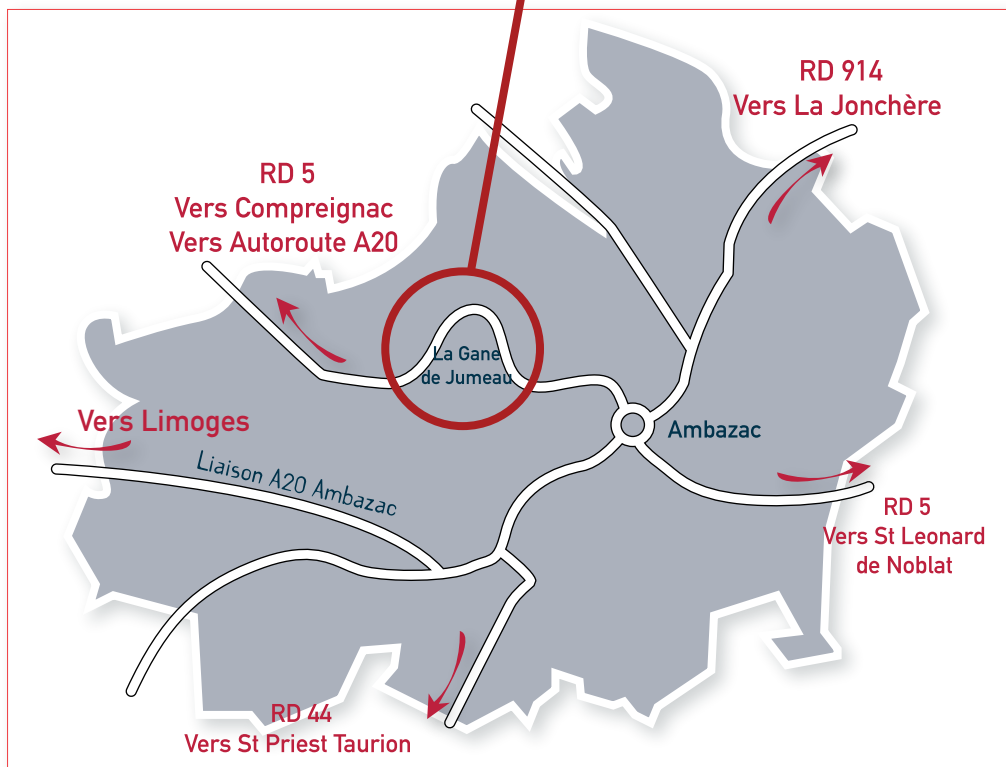 RD 914
Vers La Jonchère
RD 5
Vers Compreignac
Vers Autoroute A20
La Gane
de Jumeau
Vers Limoges
Ambazac
Liaison A20 Ambazac
RD 5
Vers St Leonard
de Noblat
RD 44
Vers St Priest Taurion